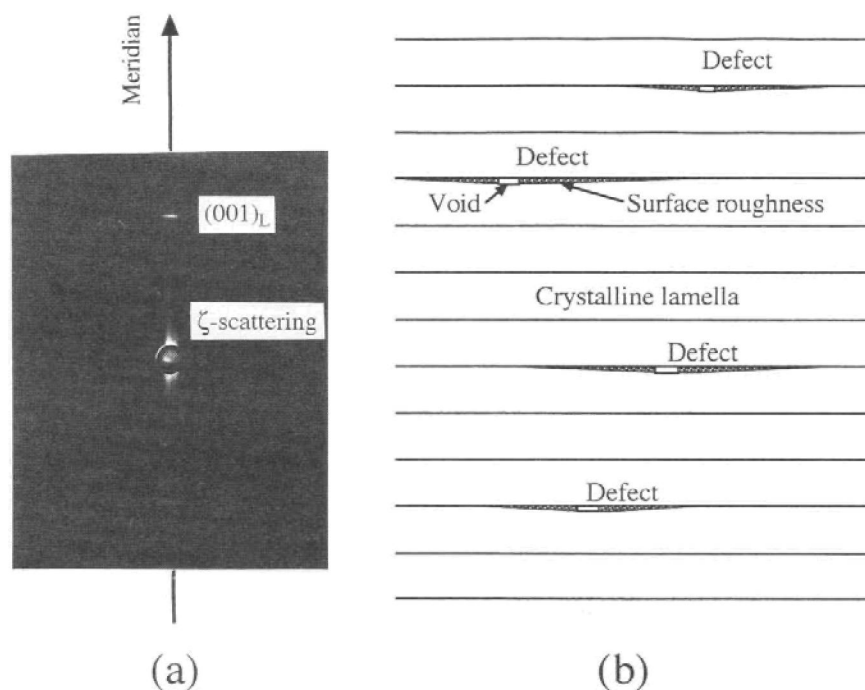 Meridian
(001)L
ζ-scattering
(a)
Defect
Defect
Void
Surface roughness
Crystalline lamella
Defect
Defect
(b)